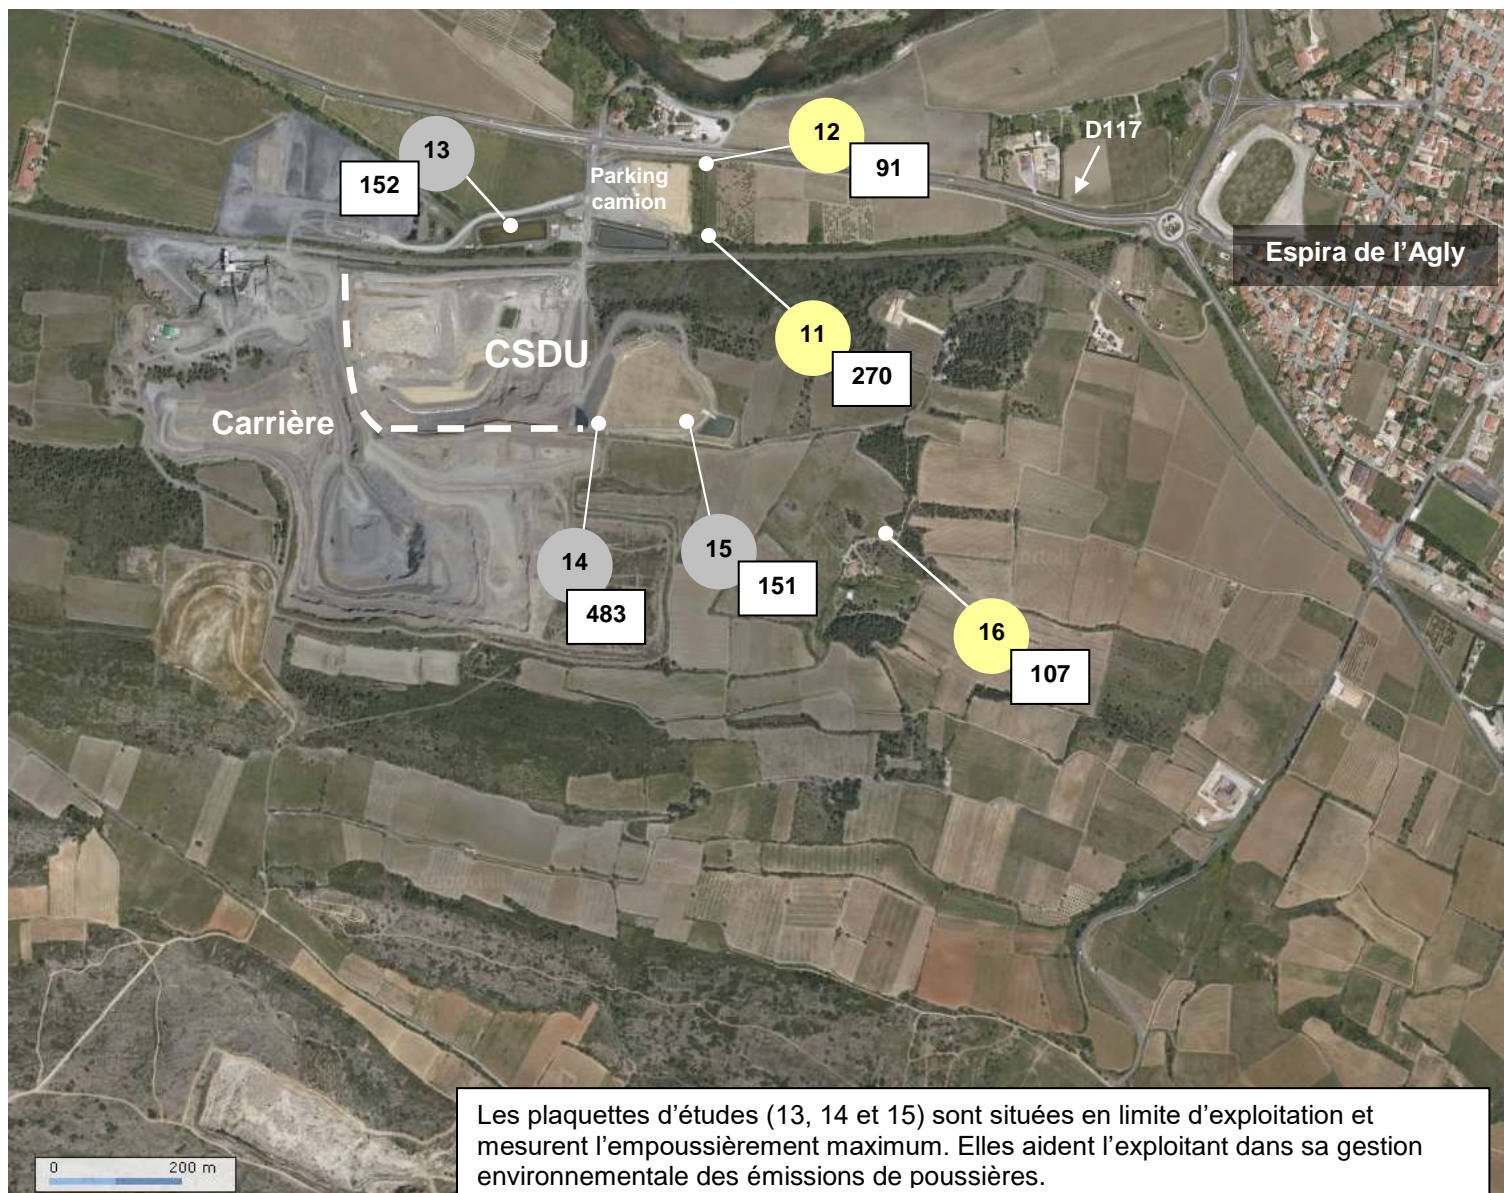 12
D117
13
91
152
Parking
camion
Espira de l’Agly
11
CSDU
270
Carrière
15
14
151
483
16
107
Les plaquettes d’études (13, 14 et 15) sont situées en limite d’exploitation et
mesurent l’empoussièrement maximum. Elles aident l’exploitant dans sa gestion
environnementale des émissions de poussières.
0 200 m